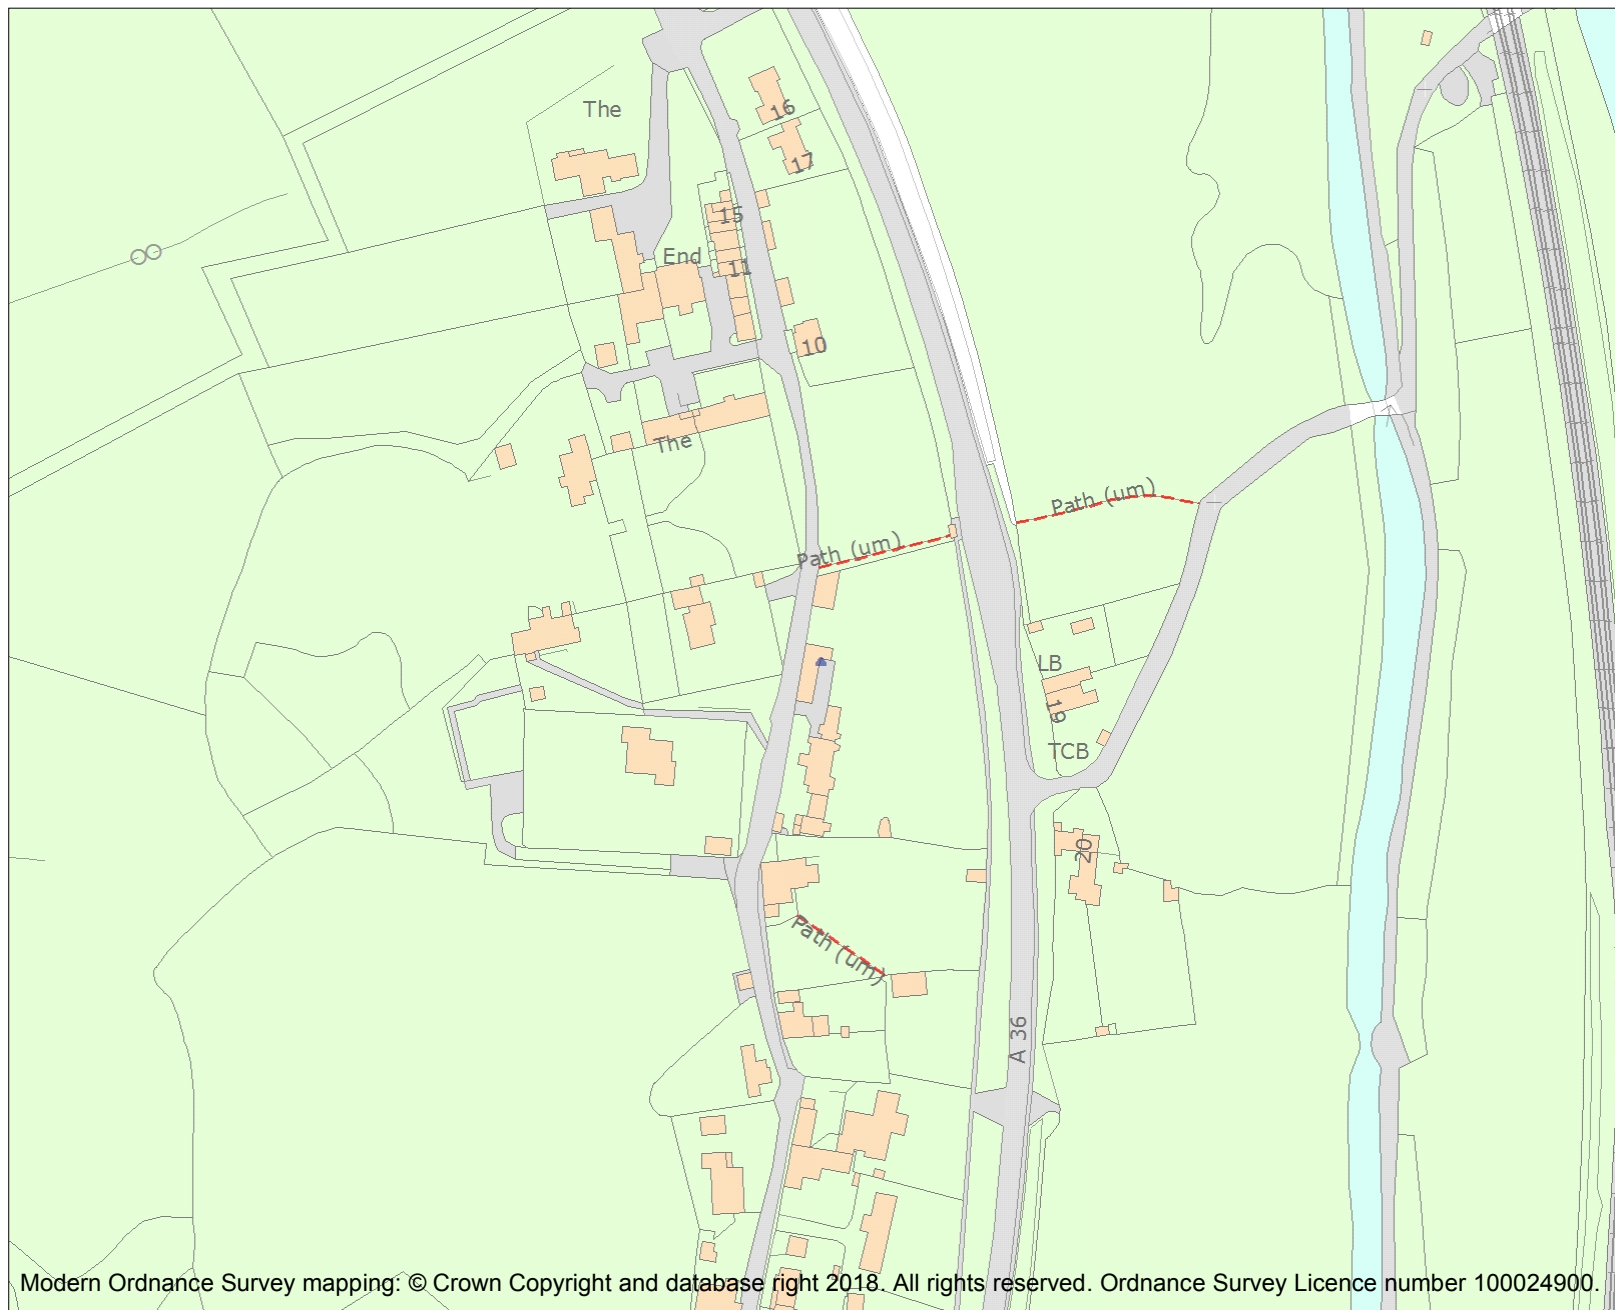 The
16
17
15
End
11
10
The
Path (um)
Path (um)
LB
19
TCB
20
Path (um)
A 36
Modern Ordnance Survey mapping: © Crown Copyright and database right 2018. All rights reserved. Ordnance Survey Licence number 100024900.